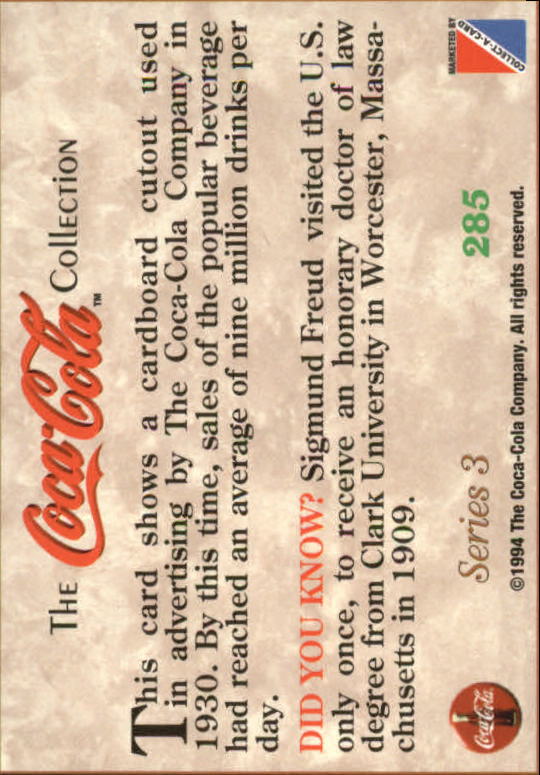 THE Coca-Cola™ COLLECTION
This card shows a cardboard cutout used
in advertising by The Coca-Cola Company in
1930. By this time, sales of the popular beverage
had reached an average of nine million drinks per
day.
DID YOU KNOW? Sigmund Freud visited the U.S.
only once, to receive an honorary doctor of law
degree from Clark University in Worcester, Massa-
chusetts in 1909.
Series 3
285
©1994 The Coca-Cola Company. All rights reserved.
Coca-Cola
MARKETED BY
COLLECT-A-CARD